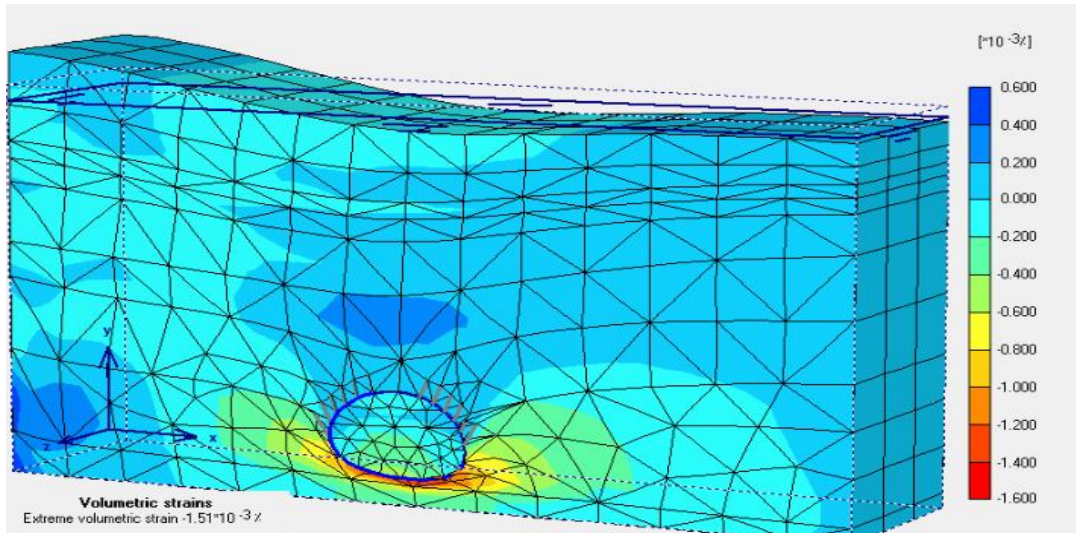 [*10 -3٪]
0.600
0.400
0.200
0.000
-0.200
-0.400
-0.600
-0.800
-1.000
-1.200
-1.400
-1.600
y
z
x
Volumetric strains
Extreme volumetric strain -1.51*10 -3 ٪